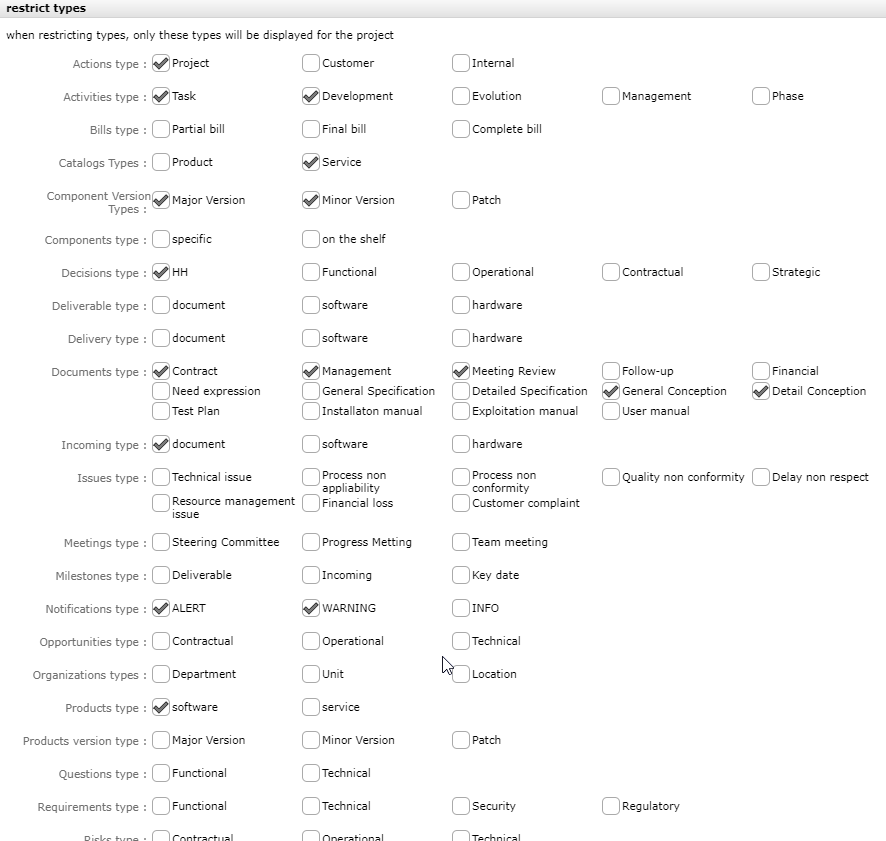 restrict types
when restricting types, only these types will be displayed for the project
Actions type : Project Customer Internal
Activities type : Task Development Evolution Management Phase
Bills type : Partial bill Final bill Complete bill
Catalogs Types : Product Service
Component Version Types : Major Version Minor Version Patch
Components type : specific on the shelf
Decisions type : HH Functional Operational Contractual Strategic
Deliverable type : document software hardware
Delivery type : document software hardware
Documents type : Contract Management Meeting Review Follow-up Financial
Need expression General Specification Detailed Specification General Conception Detail Conception
Test Plan Installaton manual Exploitation manual User manual
Incoming type : document software hardware
Issues type : Technical issue Process non appliability Process non conformity Quality non conformity Delay non respect
Resource management issue Financial loss Customer complaint
Meetings type : Steering Committee Progress Metting Team meeting
Milestones type : Deliverable Incoming Key date
Notifications type : ALERT WARNING INFO
Opportunities type : Contractual Operational Technical
Organizations types : Department Unit Location
Products type : software service
Products version type : Major Version Minor Version Patch
Questions type : Functional Technical
Requirements type : Functional Technical Security Regulatory
Risks type : Contractual Operational Technical